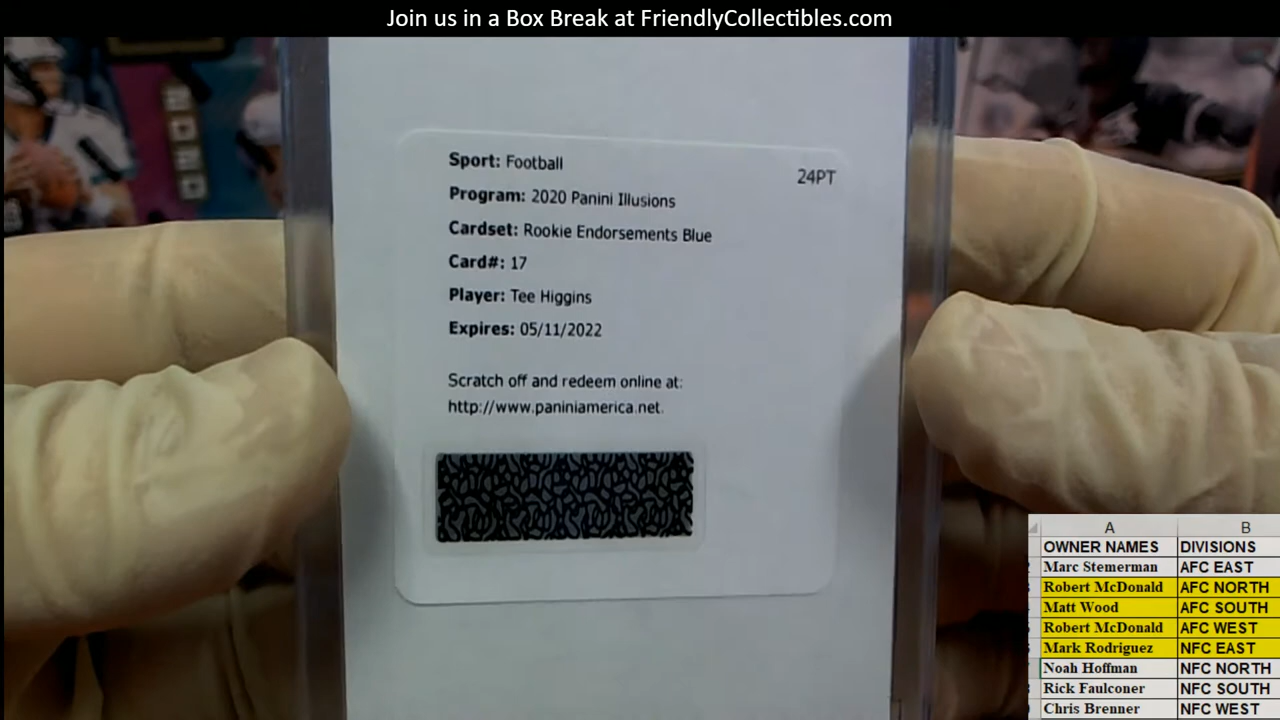 Join us in a Box Break at FriendlyCollectibles.com
Sport: Football
24PT
Program: 2020 Panini Illusions
Cardset: Rookie Endorsements Blue
Card#: 17
Player: Tee Higgins
Expires: 05/11/2022
Scratch off and redeem online at:
http://www.paniniamerica.net.
A B
OWNER NAMES DIVISIONS
Marc Stemerman AFC EAST
Robert McDonald AFC NORTH
Matt Wood AFC SOUTH
Robert McDonald AFC WEST
Mark Rodriguez NFC EAST
Noah Hoffman NFC NORTH
Rick Faulconer NFC SOUTH
Chris Brenner NFC WEST